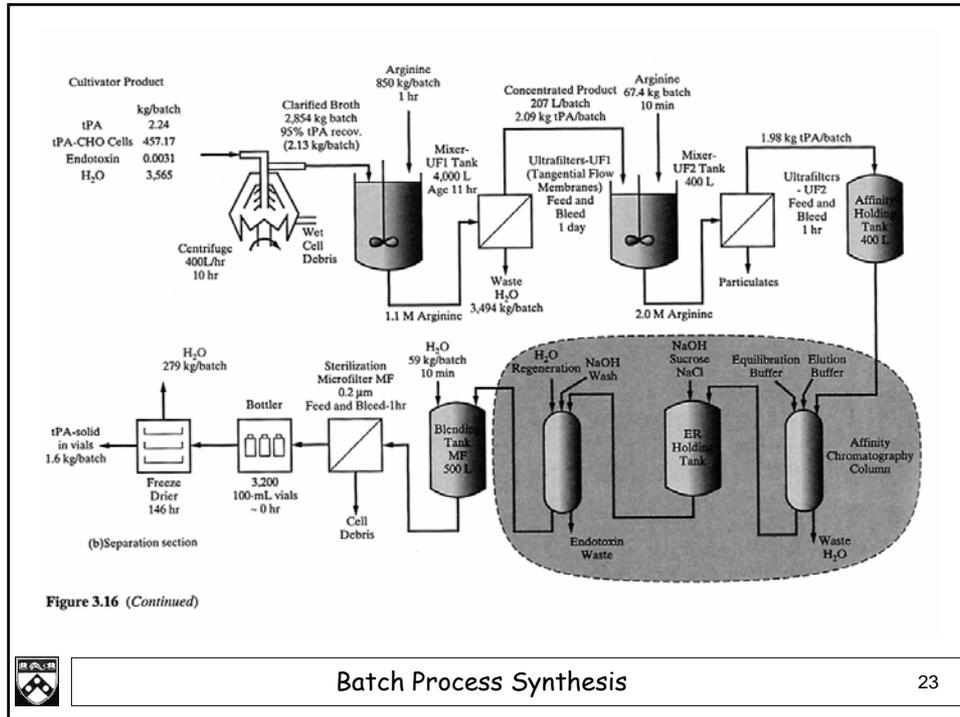 Cultivator Product
kg/batch
tPA 2.24
tPA-CHO Cells 457.17
Endotoxin 0.0031
H₂O 3,565
Centrifuge
400L/hr
10 hr
Wet
Cell
Debris
Clarified Broth
2,854 kg batch
95% tPA recov.
(2.13 kg/batch)
Arginine
850 kg/batch
1 hr
Mixer-
UF1 Tank
4,000 L
Age 11 hr
1.1 M Arginine
Concentrated Product
207 L/batch
2.09 kg tPA/batch
Ultrafilters-UF1
(Tangential Flow
Membranes)
Feed and
Bleed
1 day
Waste
H₂O
3,494 kg/batch
Arginine
67.4 kg batch
10 min
Mixer-
UF2 Tank
400 L
2.0 M Arginine
1.98 kg tPA/batch
Ultrafilters
- UF2
Feed and
Bleed
1 hr
Particulates
Affinity
Holding
Tank
400 L
H₂O
279 kg/batch
tPA-solid
in vials
1.6 kg/batch
Freeze
Drier
146 hr
Bottler
3,200
100-mL vials
~ 0 hr
Sterilization
Microfilter MF
0.2 μm
Feed and Bleed-1hr
Cell
Debris
H₂O
59 kg/batch
10 min
Blending
Tank
MF
500 L
H₂O
Regeneration
NaOH
Wash
Endotoxin
Waste
NaOH
Sucrose
NaCl
ER
Holding
Tank
Equilibration
Buffer
Elution
Buffer
Affinity
Chromatography
Column
Waste
H₂O
(b)Separation section
Figure 3.16 (Continued)
Batch Process Synthesis
23